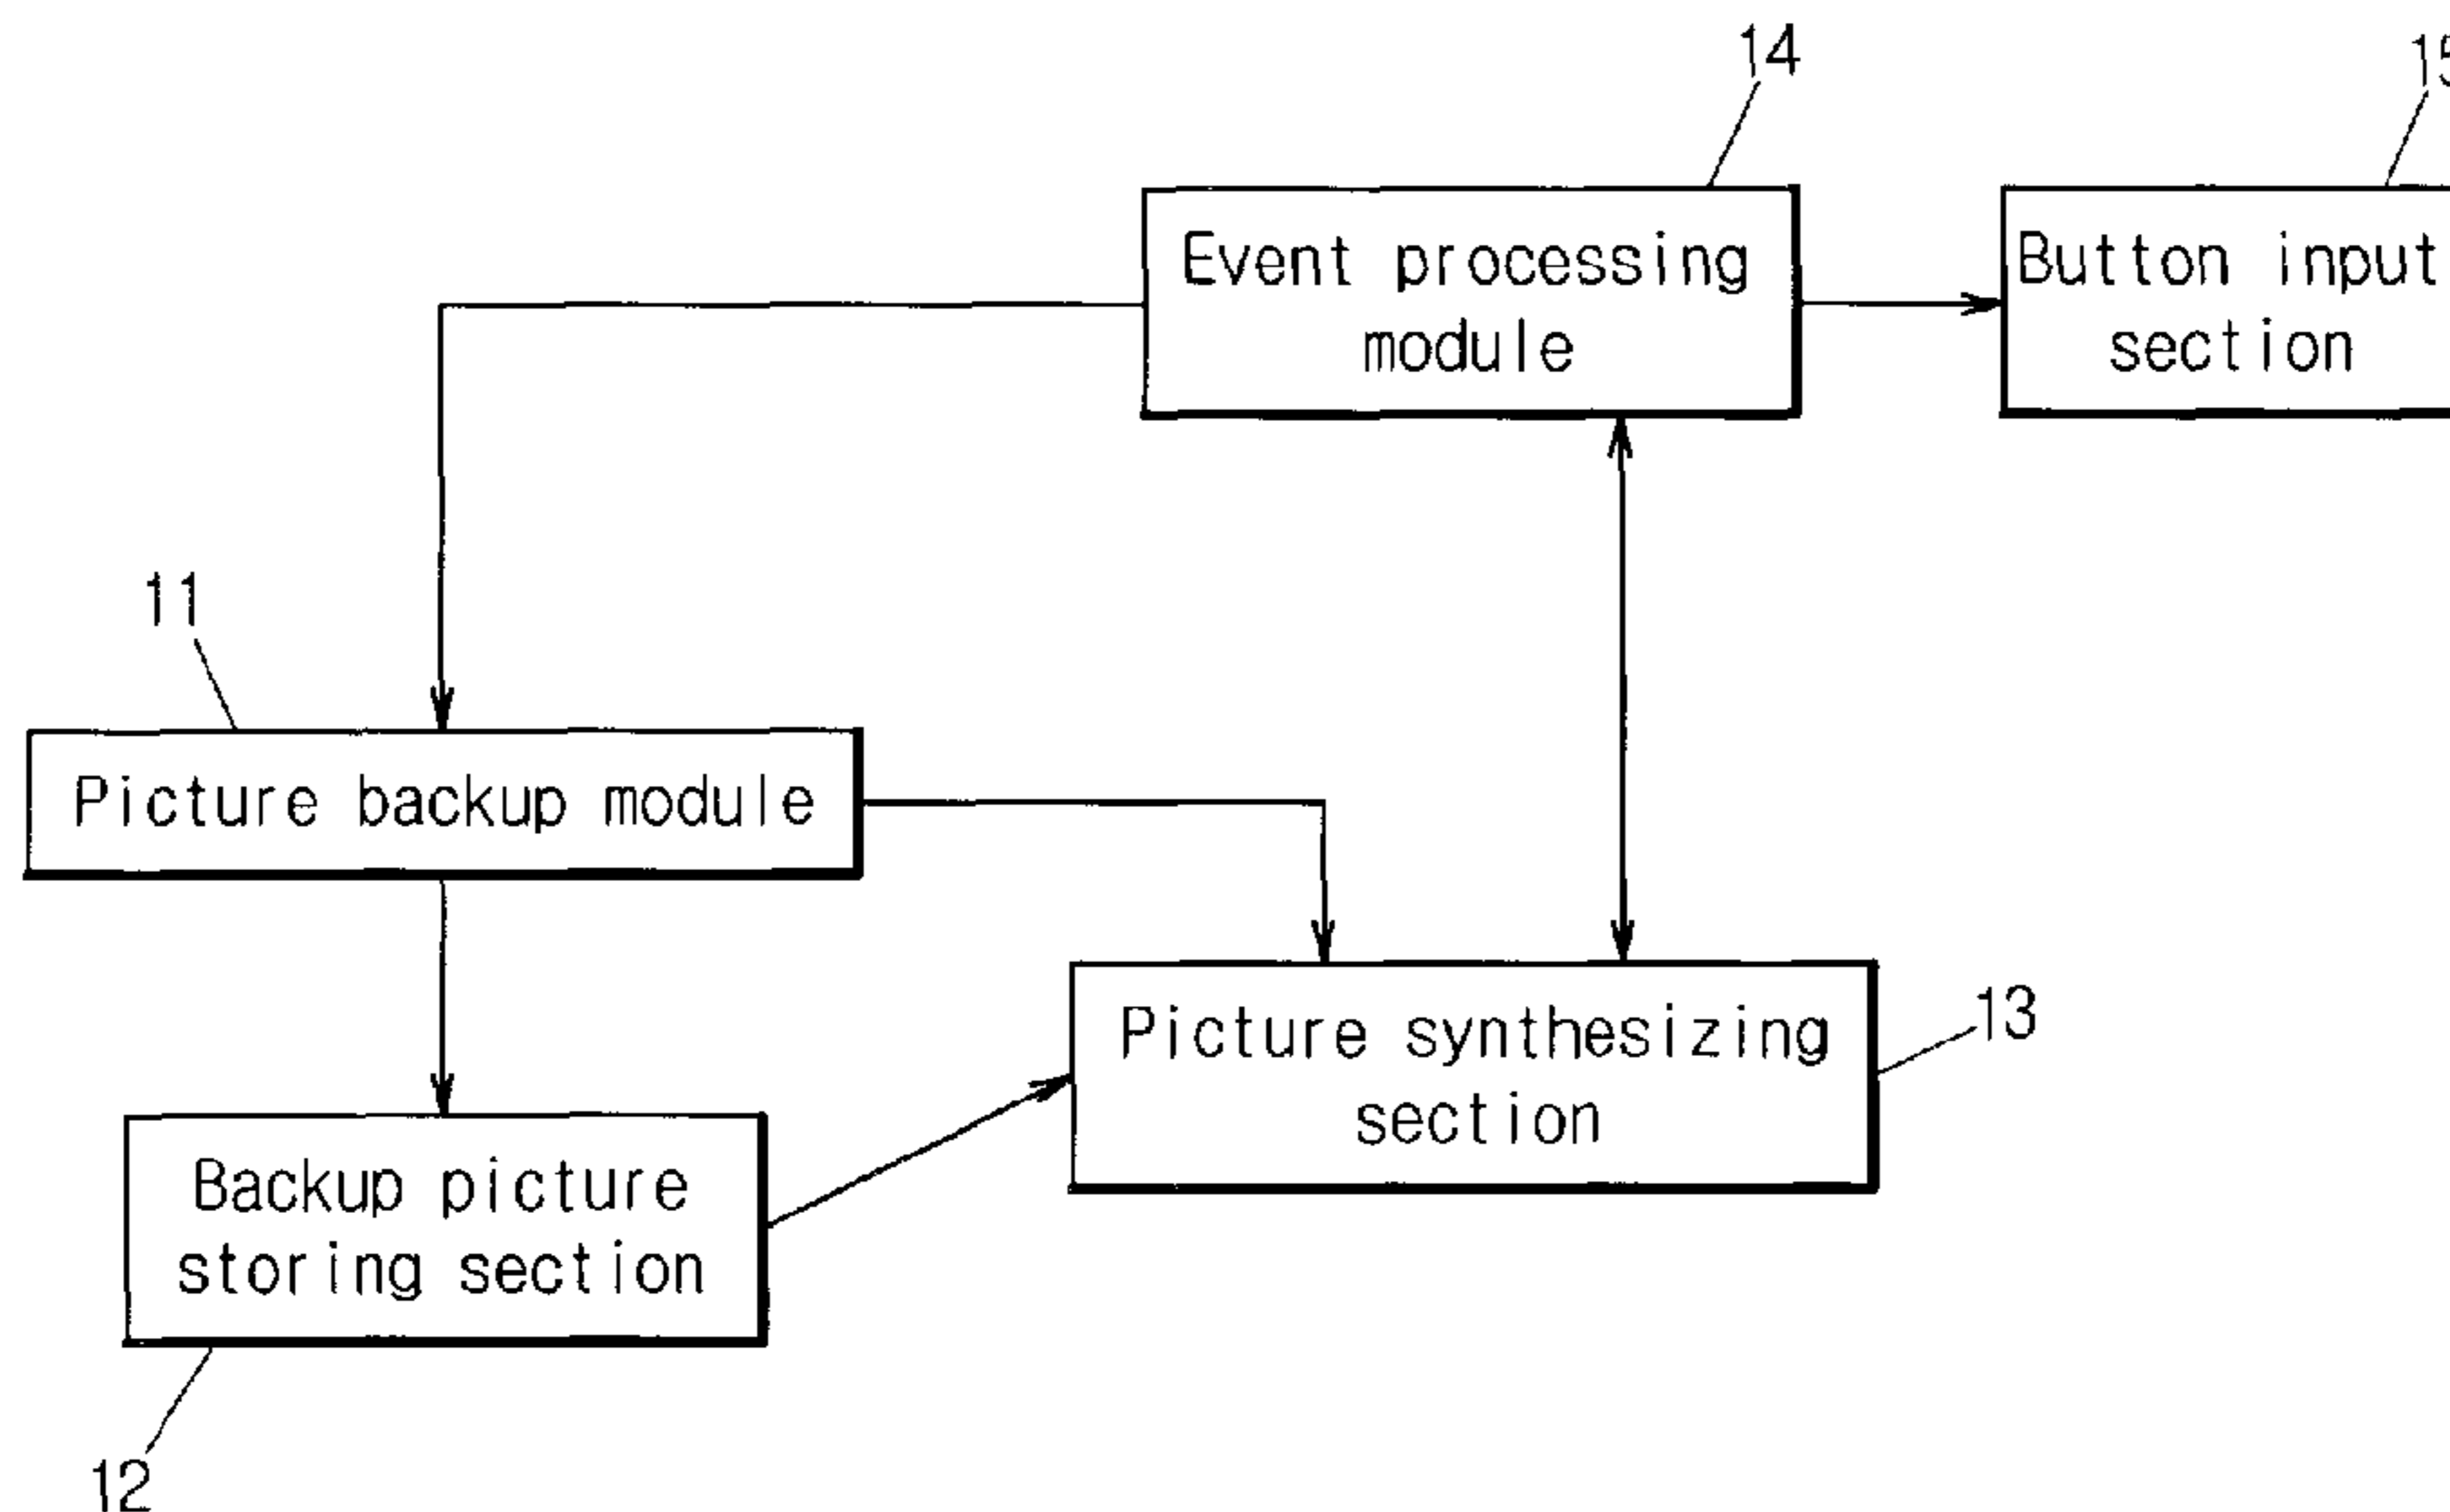 14
15
Event processing
module
Button input
section
11
Picture backup module
Picture synthesizing
section
13
Backup picture
storing section
12